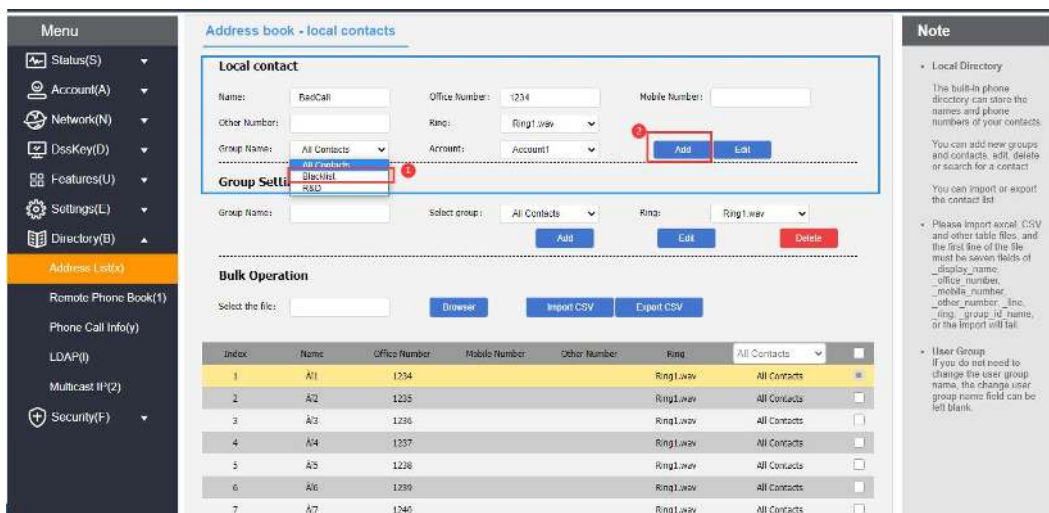 Menu
Status(S)
Account(A)
Network(N)
DssKey(D)
Features(U)
Settings(E)
Directory(B)
Address List(x)
Remote Phone Book(1)
Phone Call Info(y)
LDAP(l)
Multicast IP(2)
Security(F)
Address book - local contacts
Local contact
Name: BadCall Office Number: 1234 Mobile Number:
Other Number: Ring: Ring1.wav
2
Group Name: All Contacts Account: Account1 Add Edit
All Contacts
Blacklist
1
R&D
Group Setti
Group Name: Select group: All Contacts Ring: Ring1.wav
Add Edit Delete
Bulk Operation
Select the file: Browser Import CSV Export CSV
Index Name Office Number Mobile Number Other Number Ring All Contacts
1 1234 Ring1.wav All Contacts
2 1235 Ring1.wav All Contacts
3 1236 Ring1.wav All Contacts
4 1237 Ring1.wav All Contacts
5 1238 Ring1.wav All Contacts
6 1239 Ring1.wav All Contacts
7 1240 Ring1.wav All Contacts
Note
Local Directory
The built-in phone
directory can store the
names and phone
numbers of your contacts.
You can add new groups
and contacts, edit, delete
or search for a contact
You can import or export
the contact list
Please import excel, CSV
and other table files, and
the first line of the file
must be seven fields of
_display_name,
_office_number,
_mobile_number,
_other_number, _line,
_ring, _group_id_name,
or the import will fail.
User Group
If you do not need to
change the user group
name, the change user
group name field can be
left blank.